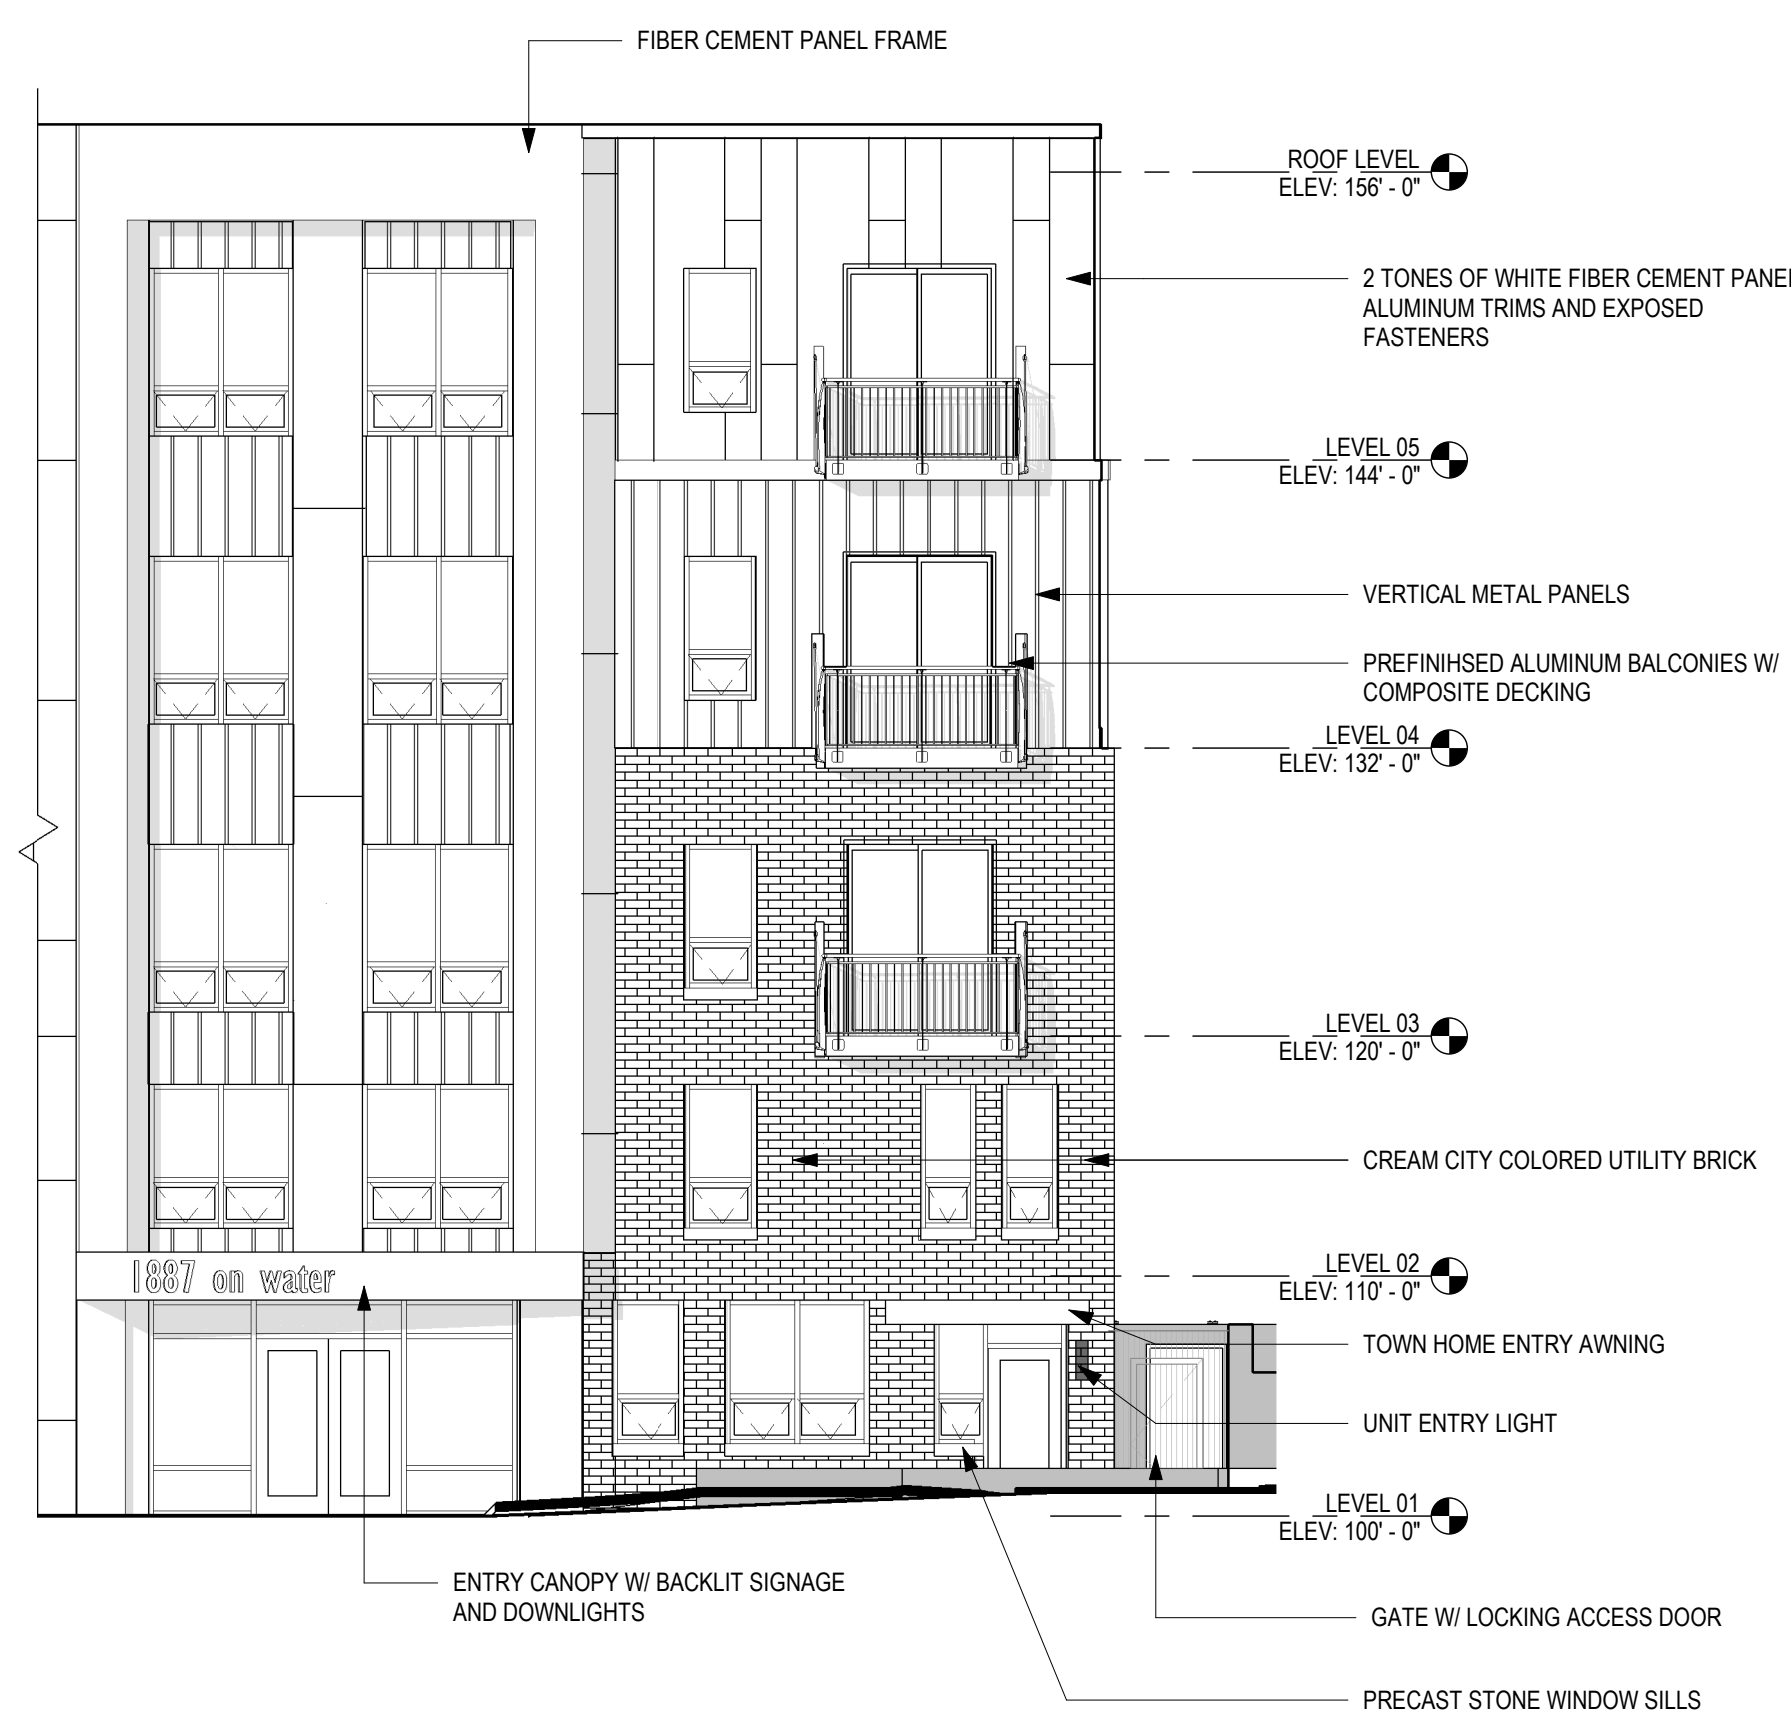 FIBER CEMENT PANEL FRAME
ROOF LEVEL
ELEV: 156' - 0"
2 TONES OF WHITE FIBER CEMENT PANEL
ALUMINUM TRIMS AND EXPOSED
FASTENERS
LEVEL 05
ELEV: 144' - 0"
VERTICAL METAL PANELS
PREFINIHSED ALUMINUM BALCONIES W/
COMPOSITE DECKING
LEVEL 04
ELEV: 132' - 0"
LEVEL 03
ELEV: 120' - 0"
CREAM CITY COLORED UTILITY BRICK
1887 on water
LEVEL 02
ELEV: 110' - 0"
TOWN HOME ENTRY AWNING
UNIT ENTRY LIGHT
LEVEL 01
ELEV: 100' - 0"
ENTRY CANOPY W/ BACKLIT SIGNAGE
AND DOWNLIGHTS
GATE W/ LOCKING ACCESS DOOR
PRECAST STONE WINDOW SILLS